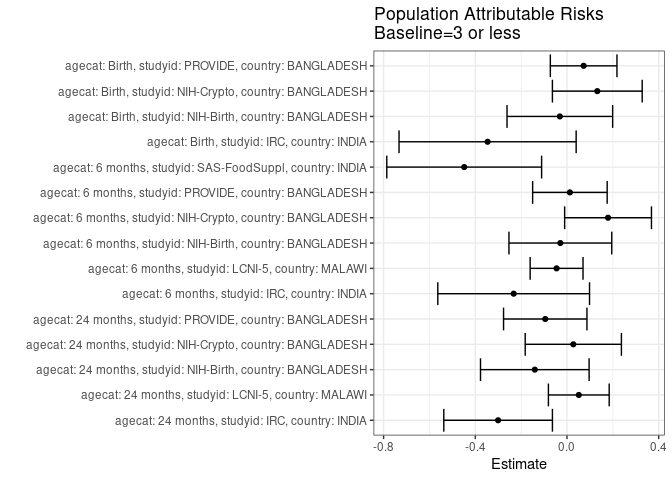 Population Attributable Risks
Baseline=3 or less
agecat: Birth, studyid: PROVIDE, country: BANGLADESH
agecat: Birth, studyid: NIH-Crypto, country: BANGLADESH
agecat: Birth, studyid: NIH-Birth, country: BANGLADESH
agecat: Birth, studyid: IRC, country: INDIA
agecat: 6 months, studyid: SAS-FoodSuppl, country: INDIA
agecat: 6 months, studyid: PROVIDE, country: BANGLADESH
agecat: 6 months, studyid: NIH-Crypto, country: BANGLADESH
agecat: 6 months, studyid: NIH-Birth, country: BANGLADESH
agecat: 6 months, studyid: LCNI-5, country: MALAWI
agecat: 6 months, studyid: IRC, country: INDIA
agecat: 24 months, studyid: PROVIDE, country: BANGLADESH
agecat: 24 months, studyid: NIH-Crypto, country: BANGLADESH
agecat: 24 months, studyid: NIH-Birth, country: BANGLADESH
agecat: 24 months, studyid: LCNI-5, country: MALAWI
agecat: 24 months, studyid: IRC, country: INDIA
-0.8 -0.4 0.0 0.4
Estimate